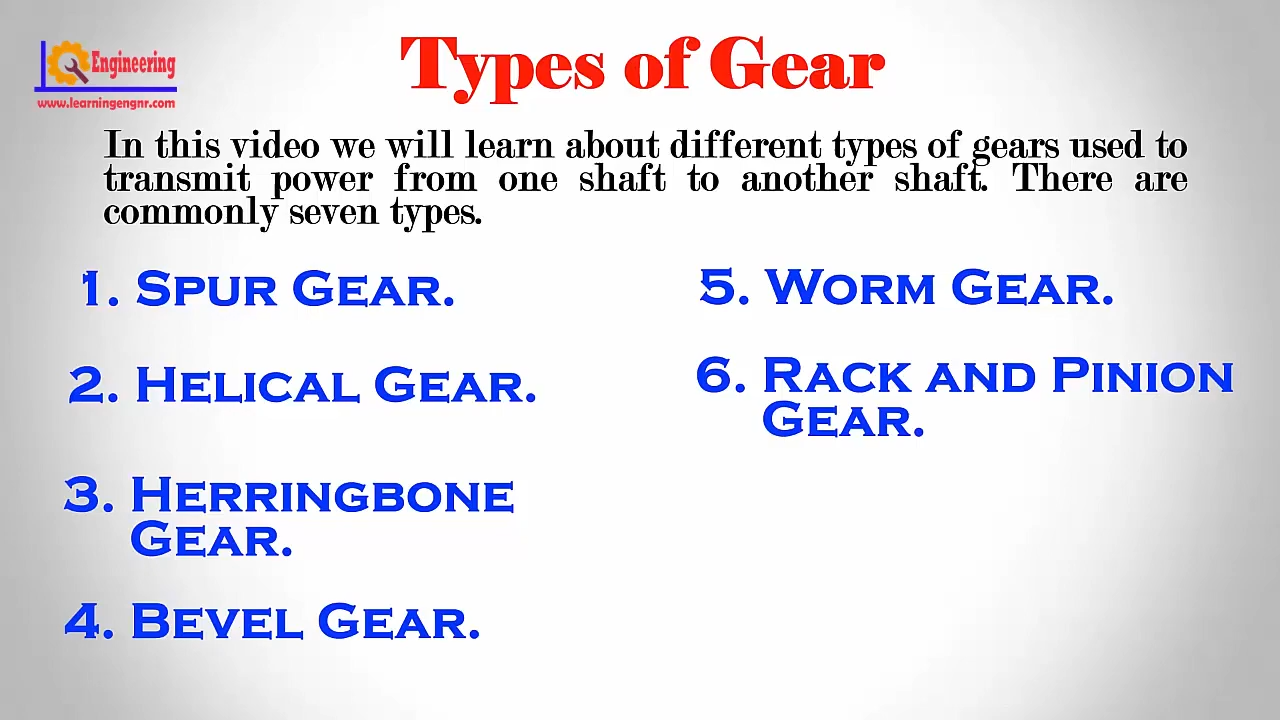 Engineering
www.learningengnr.com
Types of Gear
In this video we will learn about different types of gears used to
transmit power from one shaft to another shaft. There are
commonly seven types.
1. Spur Gear.
2. Helical Gear.
3. Herringbone
Gear.
4. Bevel Gear.
5. Worm Gear.
6. Rack and Pinion
Gear.